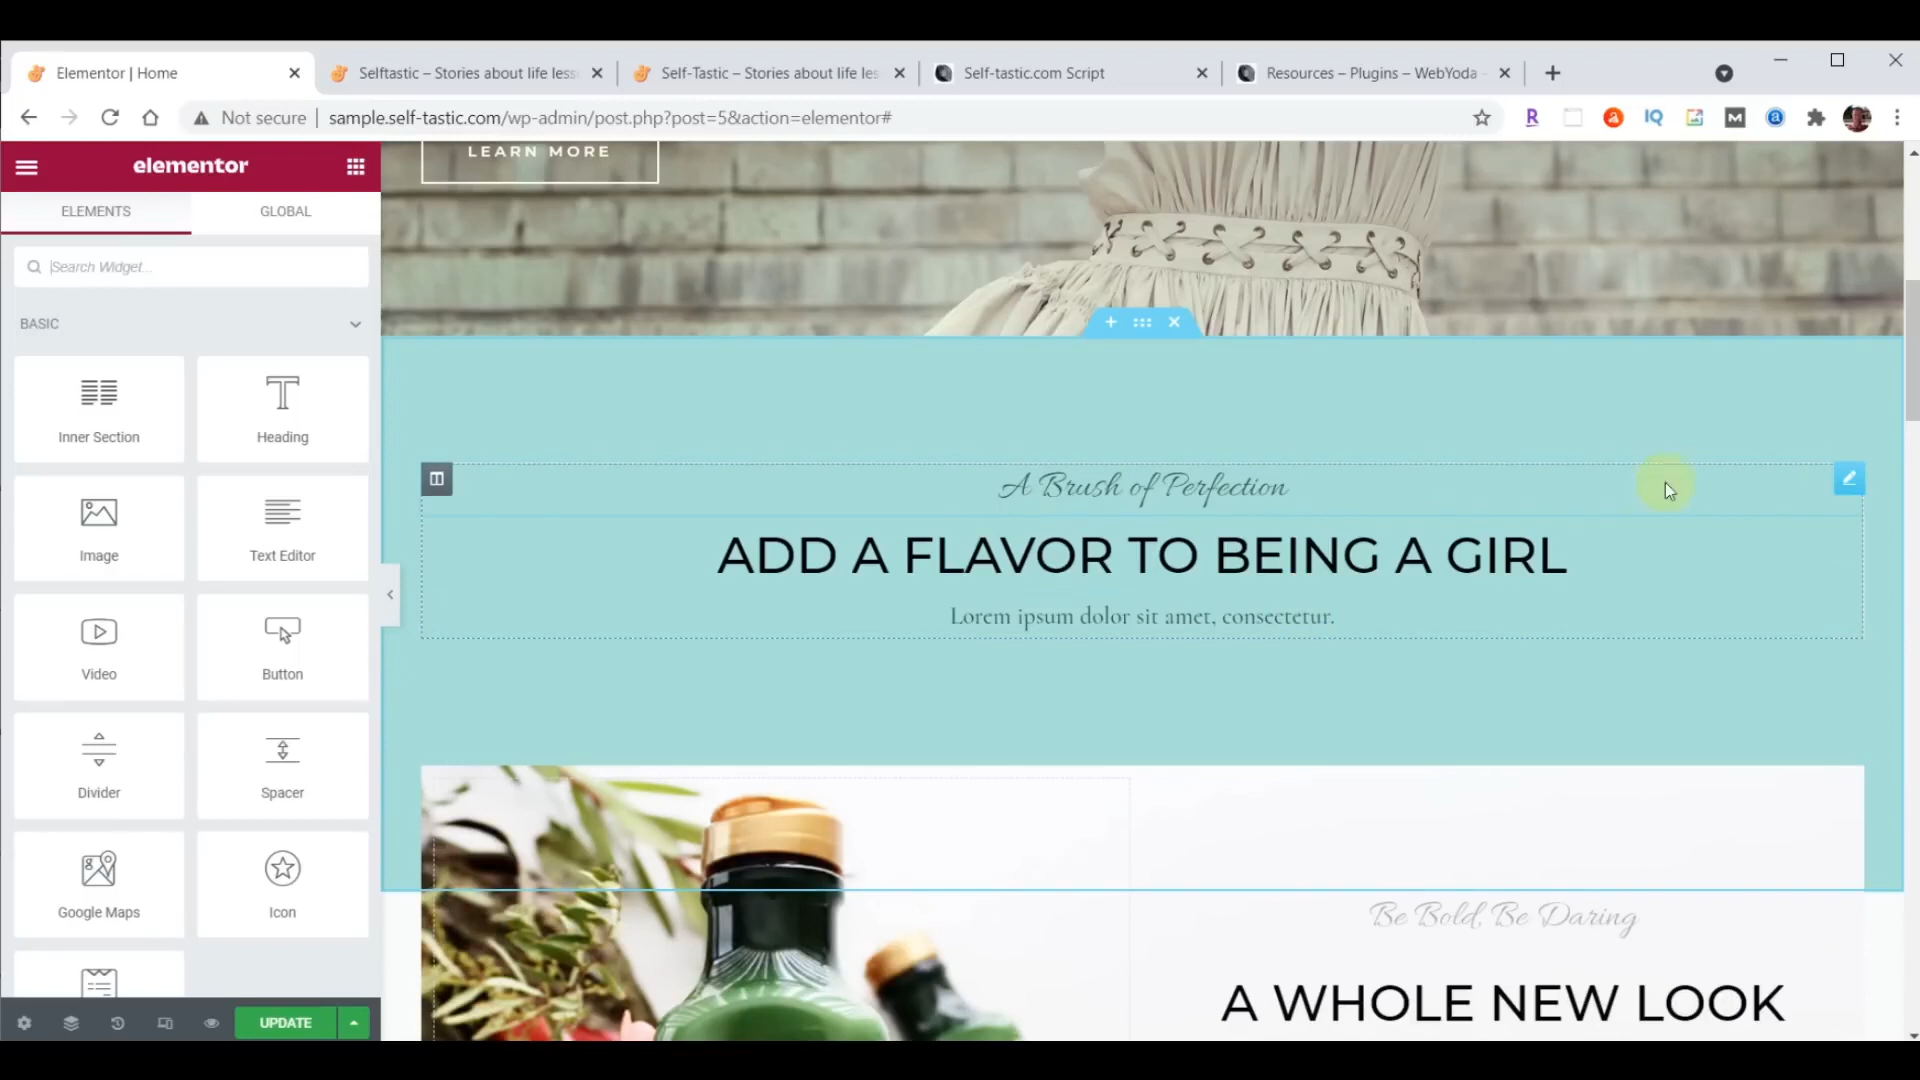 Elementor | Home
Selftastic – Stories about life less
Self-Tastic – Stories about life les
Self-tastic.com Script
Resources – Plugins – WebYoda -
Not secure
sample.self-tastic.com/wp-admin/post.php?post=5&action=elementor#
elementor
ELEMENTS
GLOBAL
Search Widget...
BASIC
Inner Section
Heading
Image
Text Editor
Video
Button
Divider
Spacer
Google Maps
Icon
UPDATE
LEARN MORE
A Brush of Perfection
ADD A FLAVOR TO BEING A GIRL
Lorem ipsum dolor sit amet, consectetur.
Be Bold, Be Daring
A WHOLE NEW LOOK